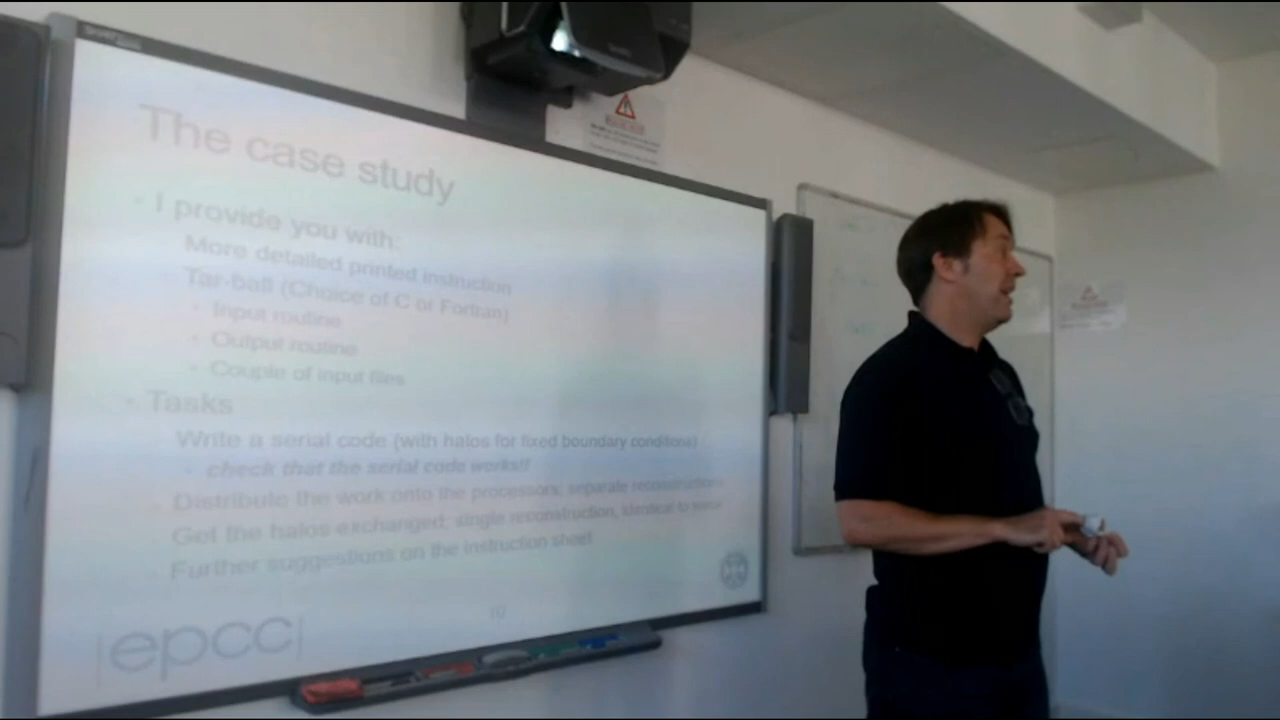 The case study
I provide you with:
More detailed printed instruction
Tar-ball (Choice of C or Fortran)
Input routine
Output routine
Couple of input files
Tasks
Write a serial code (with halos for fixed boundary conditions)
check that the serial code works!!
Distribute the work onto the processors: separate reconstructions
Get the halos exchanged: single reconstruction, identical to serial
Further suggestions on the instruction sheet
10
|epcc|